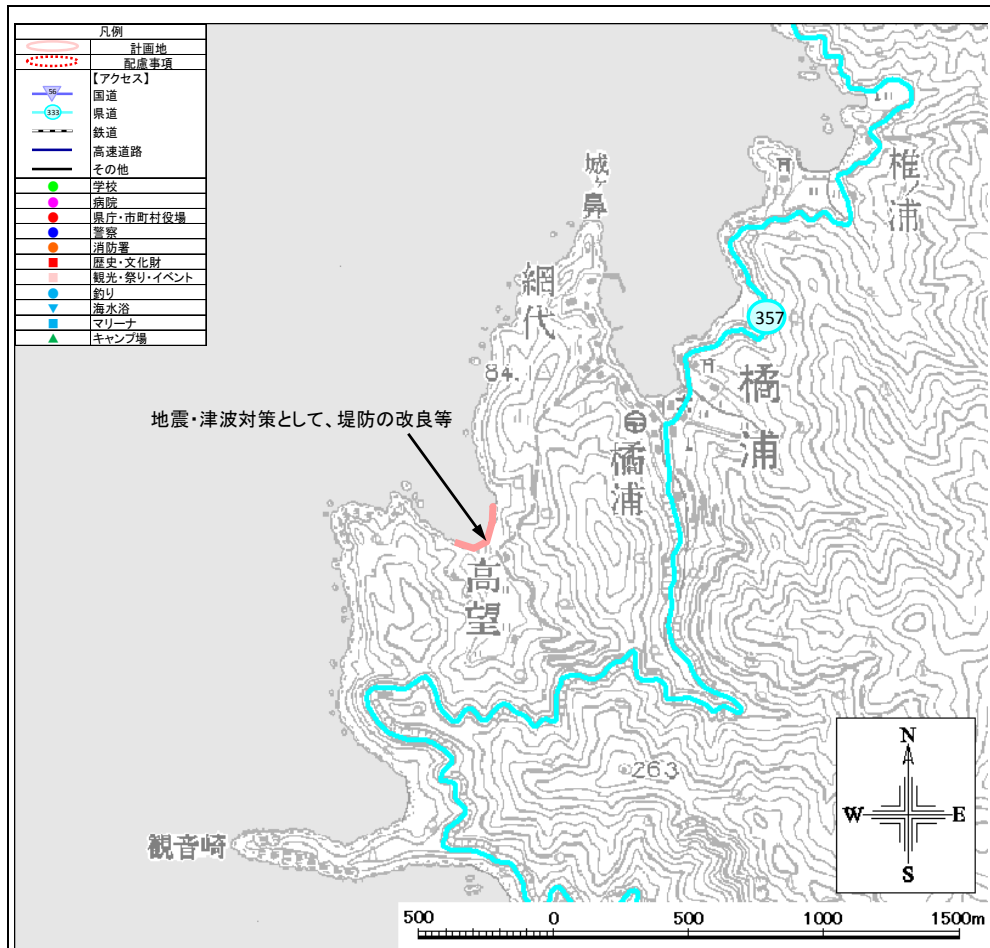 凡例
計画地
配慮事項
【アクセス】
56
国道
333
県道
鉄道
高速道路
その他
学校
病院
県庁・市町村役場
警察
消防署
歴史・文化財
観光・祭り・イベント
釣り
海水浴
マリーナ
キャンプ場
城ヶ鼻
椎ノ浦
網代
357
84.1
橘浦
橘浦
地震・津波対策として、堤防の改良等
高望
263
観音崎
N
W E
S
500 0 500 1000 1500m